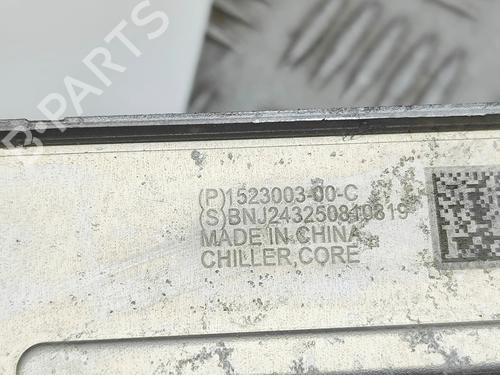 B-PARTS
(P)1523003-00-C
(S)BNJ243250810819
MADE IN CHINA
CHILLER,CORE